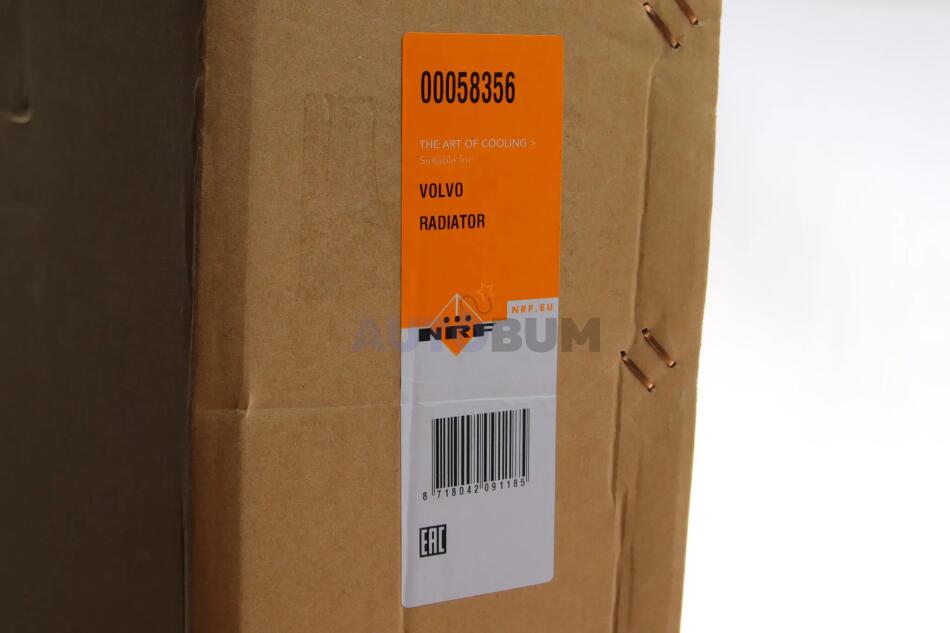 00058356
THE ART OF COOLING >
Suitable for:
VOLVO
RADIATOR
NRF.EU
NRF
AUTOBUM
8 718042 091185
EAC